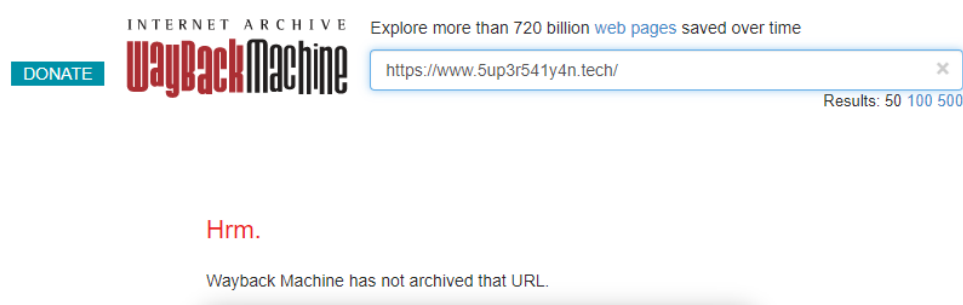 INTERNET ARCHIVE
WayBackMachine
Explore more than 720 billion web pages saved over time
DONATE
https://www.5up3r541y4n.tech/ ×
Results: 50 100 500
Hrm.
Wayback Machine has not archived that URL.